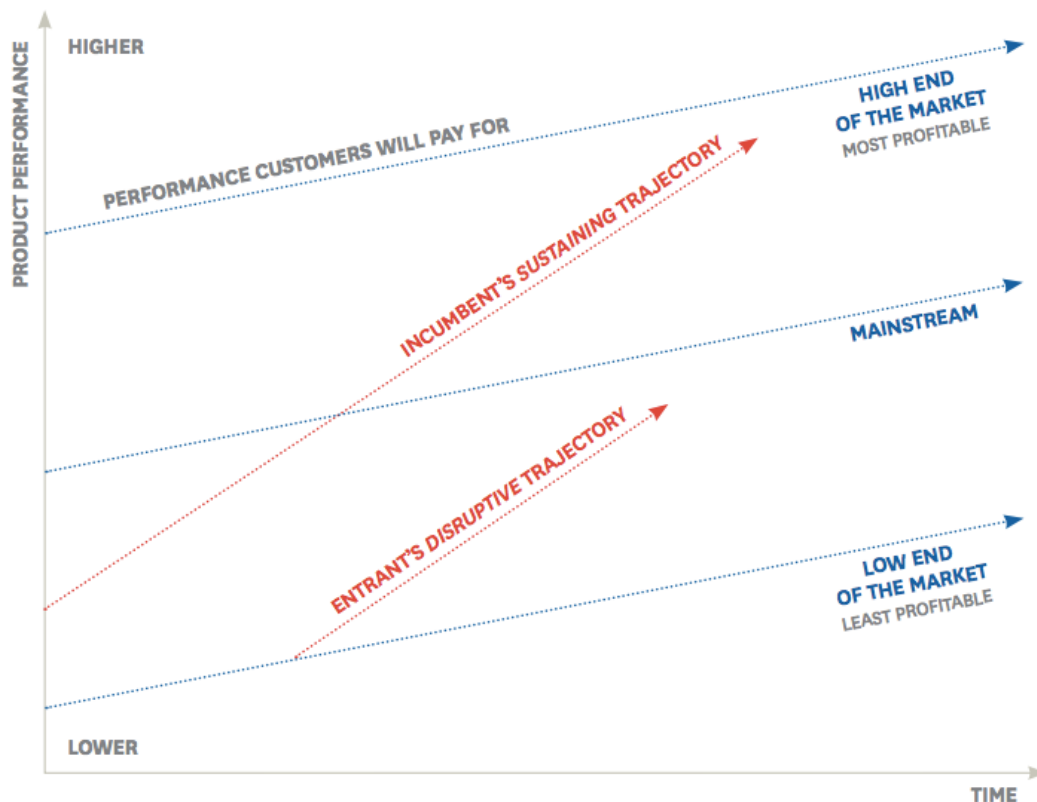 HIGHER
PRODUCT PERFORMANCE
PERFORMANCE CUSTOMERS WILL PAY FOR
HIGH END
OF THE MARKET
MOST PROFITABLE
INCUMBENT'S SUSTAINING TRAJECTORY
MAINSTREAM
ENTRANT'S DISRUPTIVE TRAJECTORY
LOW END
OF THE MARKET
LEAST PROFITABLE
LOWER
TIME